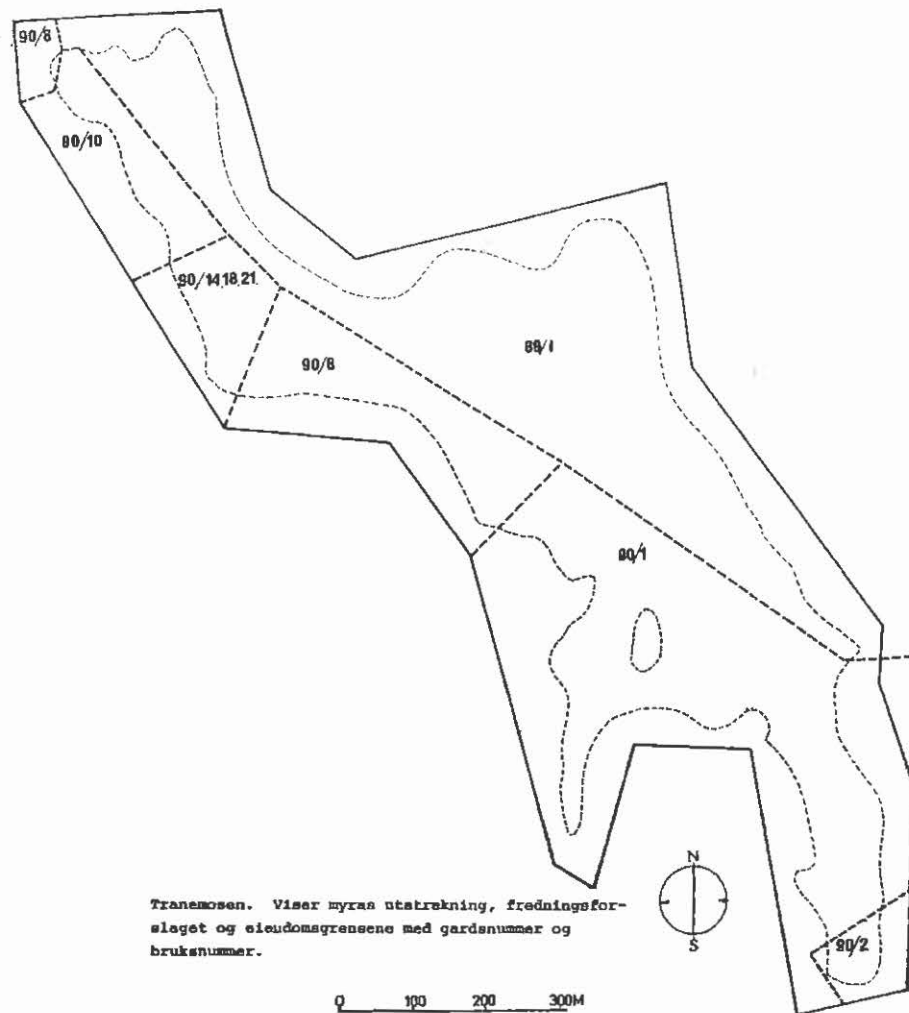 90/8
90/10
90/14,18,21
90/8
89/1
90/1
90/2
Tranemosen. Viser myras utstrekning, fredningsfor-
slaget og eiendomsgrensene med gardsnummer og
bruksnummer.
N
S
0 100 200 300M